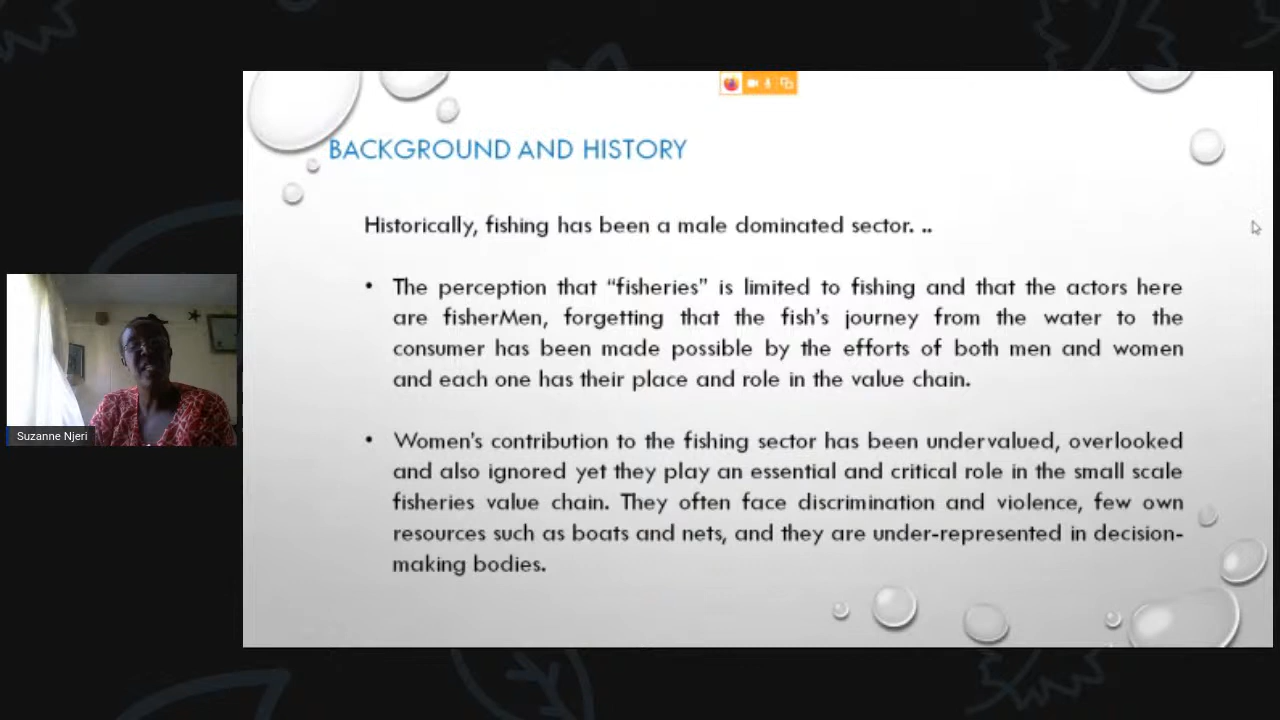 BACKGROUND AND HISTORY
Historically, fishing has been a male dominated sector. ..
• The perception that “fisheries” is limited to fishing and that the actors here
are fisherMen, forgetting that the fish's journey from the water to the
consumer has been made possible by the efforts of both men and women
and each one has their place and role in the value chain.
• Women's contribution to the fishing sector has been undervalued, overlooked
and also ignored yet they play an essential and critical role in the small scale
fisheries value chain. They often face discrimination and violence, few own
resources such as boats and nets, and they are under-represented in decision-
making bodies.
Suzanne Njeri